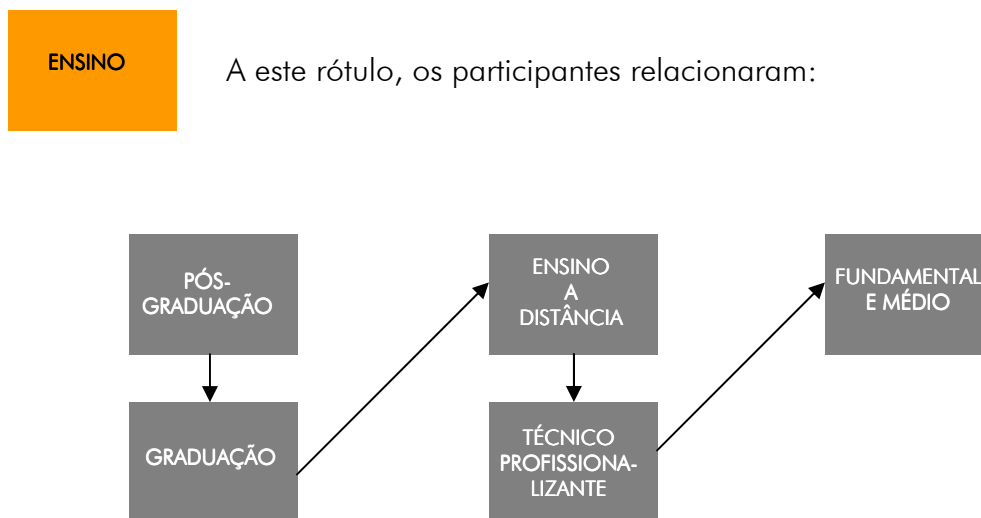 ENSINO
A este rótulo, os participantes relacionaram:
PÓS-
GRADUAÇÃO
GRADUAÇÃO
ENSINO
A
DISTÂNCIA
TÉCNICO
PROFISSIONA-
LIZANTE
FUNDAMENTAL
E MÉDIO